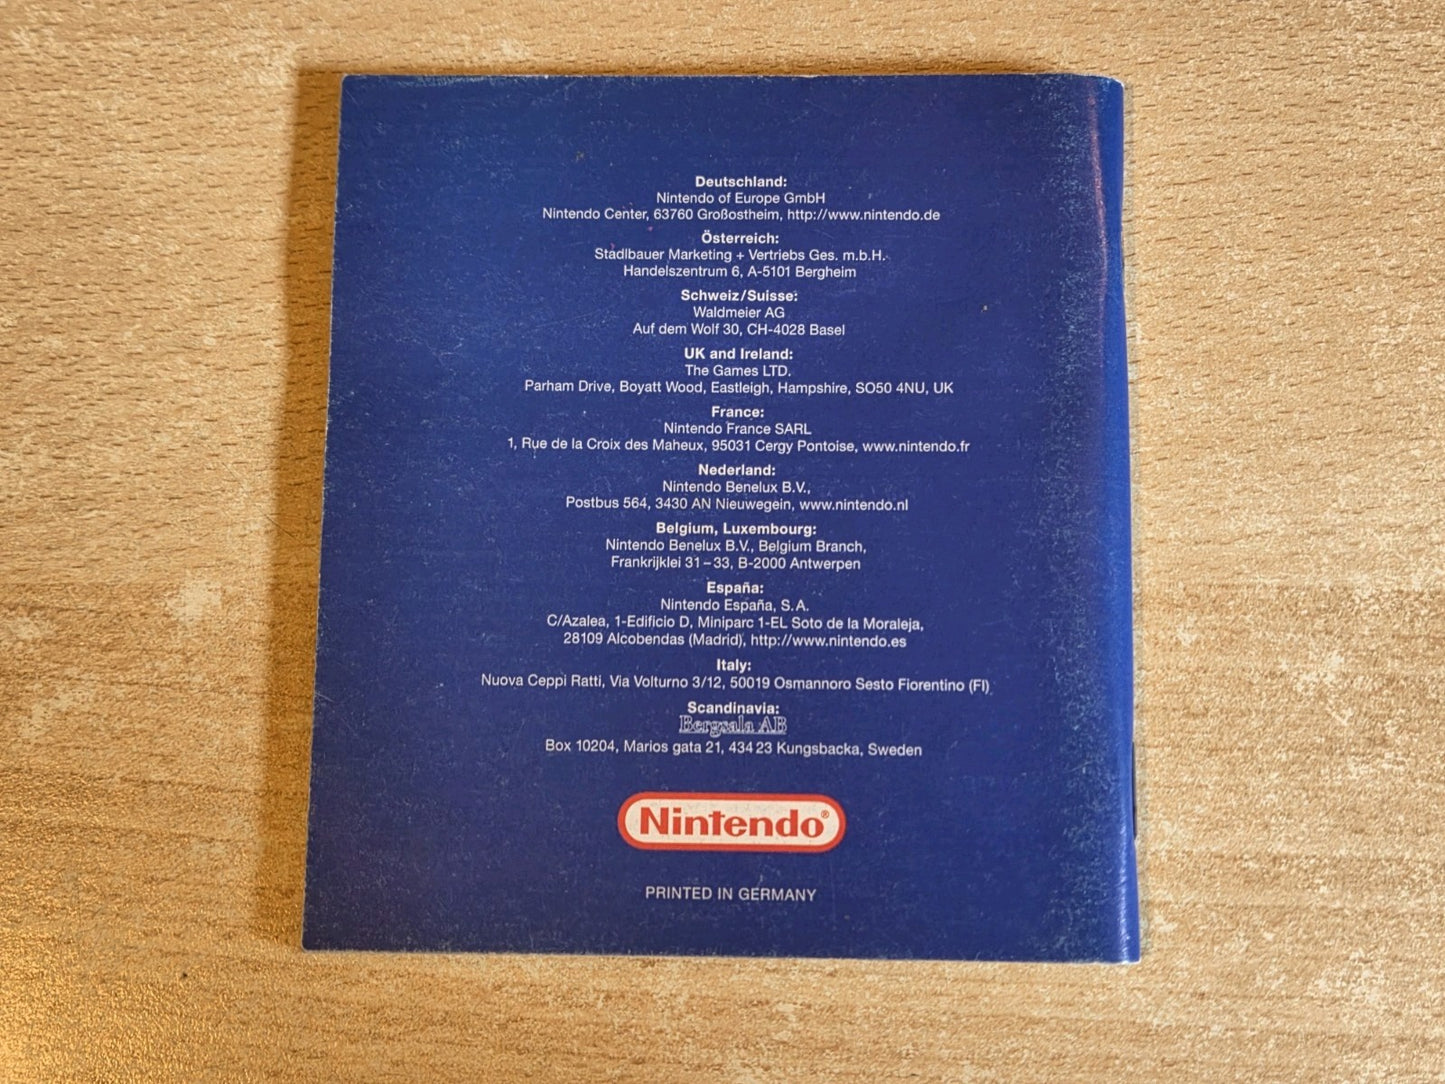 Deutschland:
Nintendo of Europe GmbH
Nintendo Center, 63760 Großostheim, http://www.nintendo.de
Österreich:
Stadlbauer Marketing + Vertriebs Ges. m.b.H.
Handelszentrum 6, A-5101 Bergheim
Schweiz/Suisse:
Waldmeier AG
Auf dem Wolf 30, CH-4028 Basel
UK and Ireland:
The Games LTD.
Parham Drive, Boyatt Wood, Eastleigh, Hampshire, SO50 4NU, UK
France:
Nintendo France SARL
1, Rue de la Croix des Maheux, 95031 Cergy Pontoise, www.nintendo.fr
Nederland:
Nintendo Benelux B.V.,
Postbus 564, 3430 AN Nieuwegein, www.nintendo.nl
Belgium, Luxembourg:
Nintendo Benelux B.V., Belgium Branch,
Frankrijklei 31–33, B-2000 Antwerpen
España:
Nintendo España, S.A.
C/Azalea, 1-Edificio D, Miniparc 1-EL Soto de la Moraleja,
28109 Alcobendas (Madrid), http://www.nintendo.es
Italy:
Nuova Ceppi Ratti, Via Volturno 3/12, 50019 Osmannoro Sesto Fiorentino (FI)
Scandinavia:
Bergsala AB
Box 10204, Marios gata 21, 434 23 Kungsbacka, Sweden
Nintendo®
PRINTED IN GERMANY